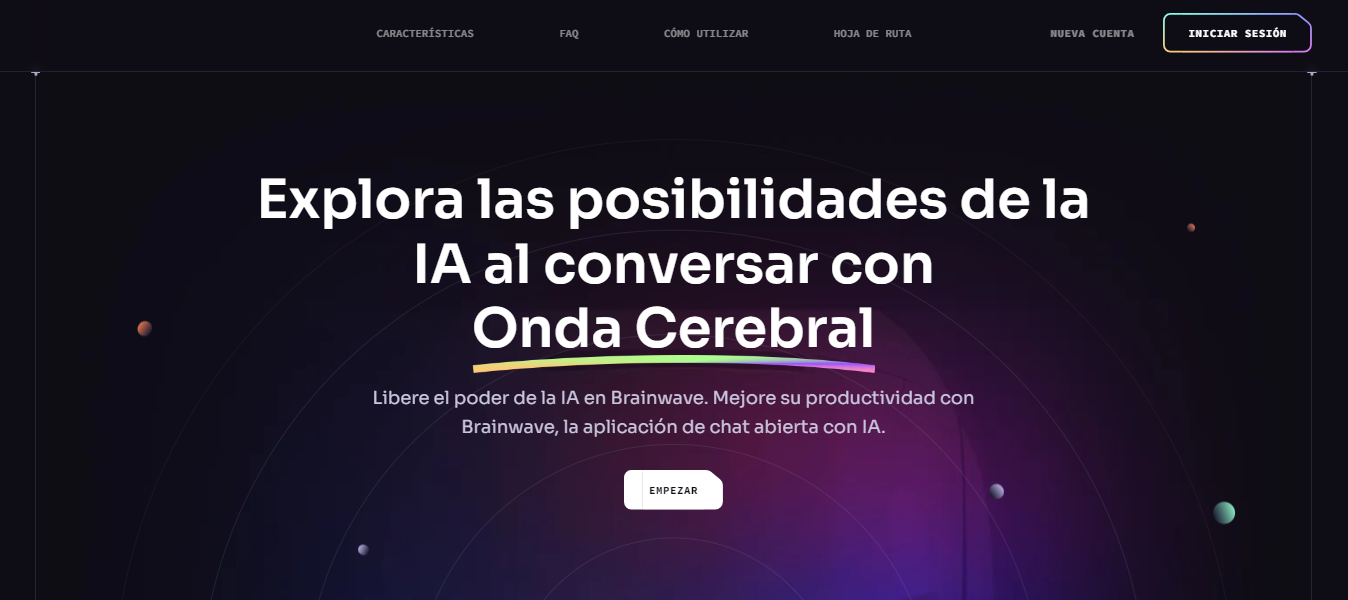 CARACTERÍSTICAS FAQ CÓMO UTILIZAR HOJA DE RUTA NUEVA CUENTA INICIAR SESIÓN
Explora las posibilidades de la
IA al conversar con
Onda Cerebral
Libere el poder de la IA en Brainwave. Mejore su productividad con
Brainwave, la aplicación de chat abierta con IA.
EMPEZAR